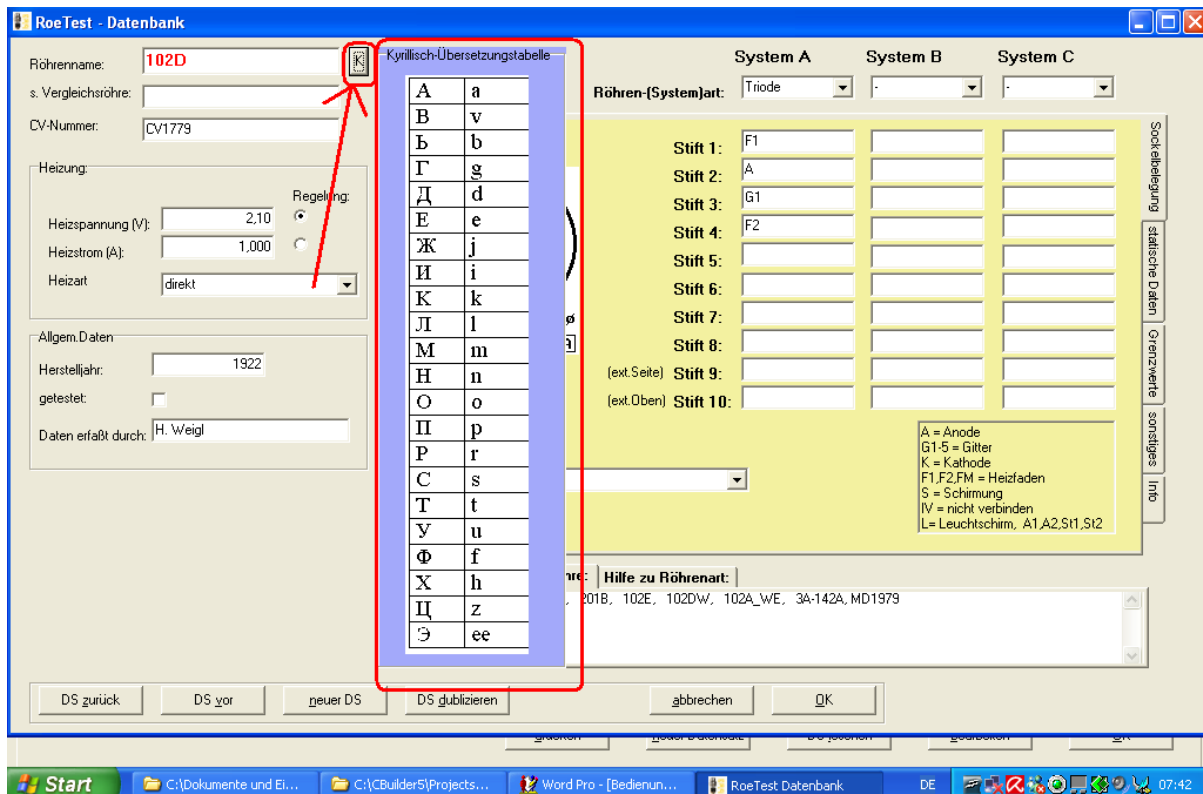 RoeTest - Datenbank
Röhrenname: 102D K
s. Vergleichsröhre:
CV-Nummer: CV1779
Heizung:
Regelung:
Heizspannung (V): 2,10
Heizstrom (A): 1,000
Heizart direkt
Allgem.Daten
Herstelljahr: 1922
getestet:
Daten erfaßt durch: H. Weigl
Kyrillisch-Übersetzungstabelle
А a
В v
Ь b
Г g
Д d
Е e
Ж j
И i
К k
Л l
М m
Н n
О o
П p
Р r
С s
Т t
У u
Ф f
Х h
Ц z
Э ee
System A System B System C
Röhren-(System)art: Triode - -
Stift 1: F1
Stift 2: A
Stift 3: G1
Stift 4: F2
Stift 5:
Stift 6:
Stift 7:
Stift 8:
(ext.Seite) Stift 9:
(ext.Oben) Stift 10:
A = Anode
G1-5 = Gitter
K = Kathode
F1,F2,FM = Heizfaden
S = Schirmung
IV = nicht verbinden
L= Leuchtschirm, A1,A2,St1,St2
Sockelbelegung
statische Daten
Grenzwerte
sonstiges
Info
Hilfe zu Röhrenart:
201B, 102E, 102DW, 102A_WE, 3A-142A, MD1979
DS zurück DS vor neuer DS DS dublizieren abbrechen OK
Start C:\Dokumente und Ei... C:\CBuilder5\Projects... Word Pro - [Bedienun... RoeTest Datenbank DE 07:42